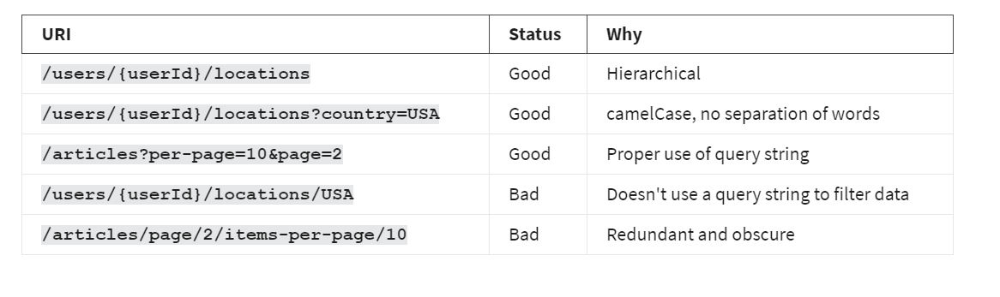 URI Status Why
/users/{userId}/locations Good Hierarchical
/users/{userId}/locations?country=USA Good camelCase, no separation of words
/articles?per-page=10&page=2 Good Proper use of query string
/users/{userId}/locations/USA Bad Doesn't use a query string to filter data
/articles/page/2/items-per-page/10 Bad Redundant and obscure